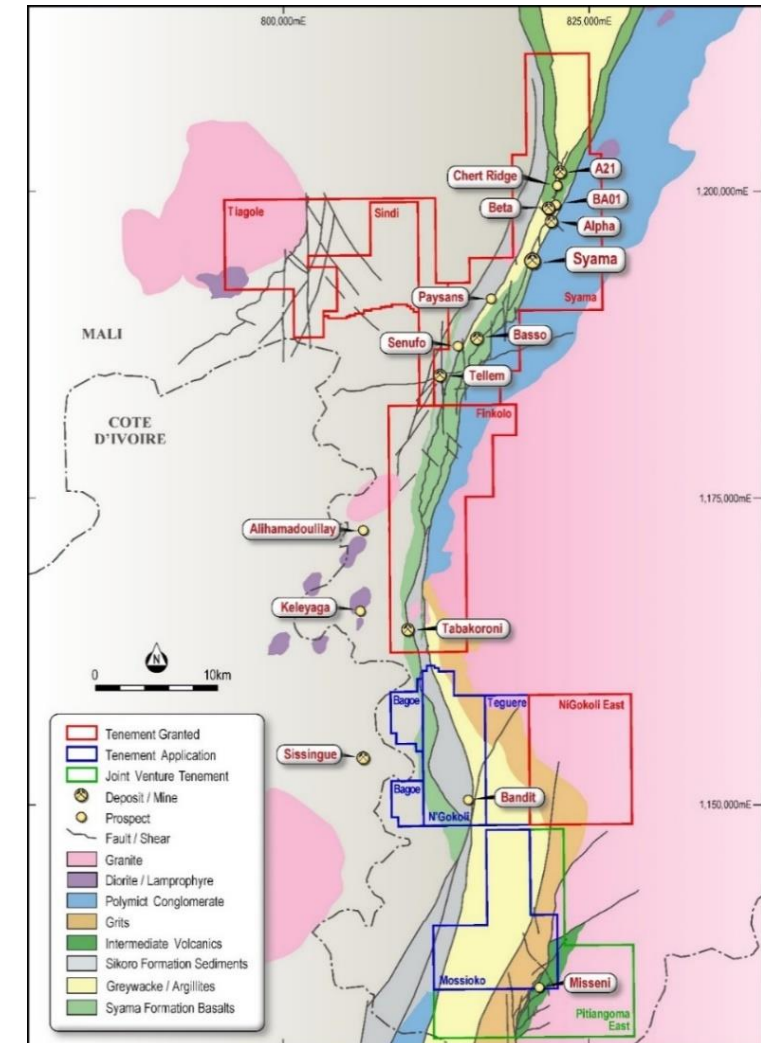 800,000mE
825,000mE
A21
Chert Ridge
1,200,000mE
BA01
Beta
Tiagole
Sindi
Alpha
Syama
Paysans
Syama
MALI
Senufo
Basso
Tellem
COTE
D'IVOIRE
Finkolo
1,175,000mE
Alihamadoulilay
Keleyaga
Tabakoroni
N
0
10km
Bagoe
Teguere
NiGokoli East
Tenement Granted
Tenement Application
Joint Venture Tenement
Deposit / Mine
Prospect
Fault / Shear
Granite
Diorite / Lamprophyre
Polymict Conglomerate
Grits
Intermediate Volcanics
Sikoro Formation Sediments
Greywacke / Argillites
Syama Formation Basalts
Sissingue
Bagoe
Bandit
1,150,000mE
N'Gokoli
Mossioko
Misseni
Pitiangoma
East